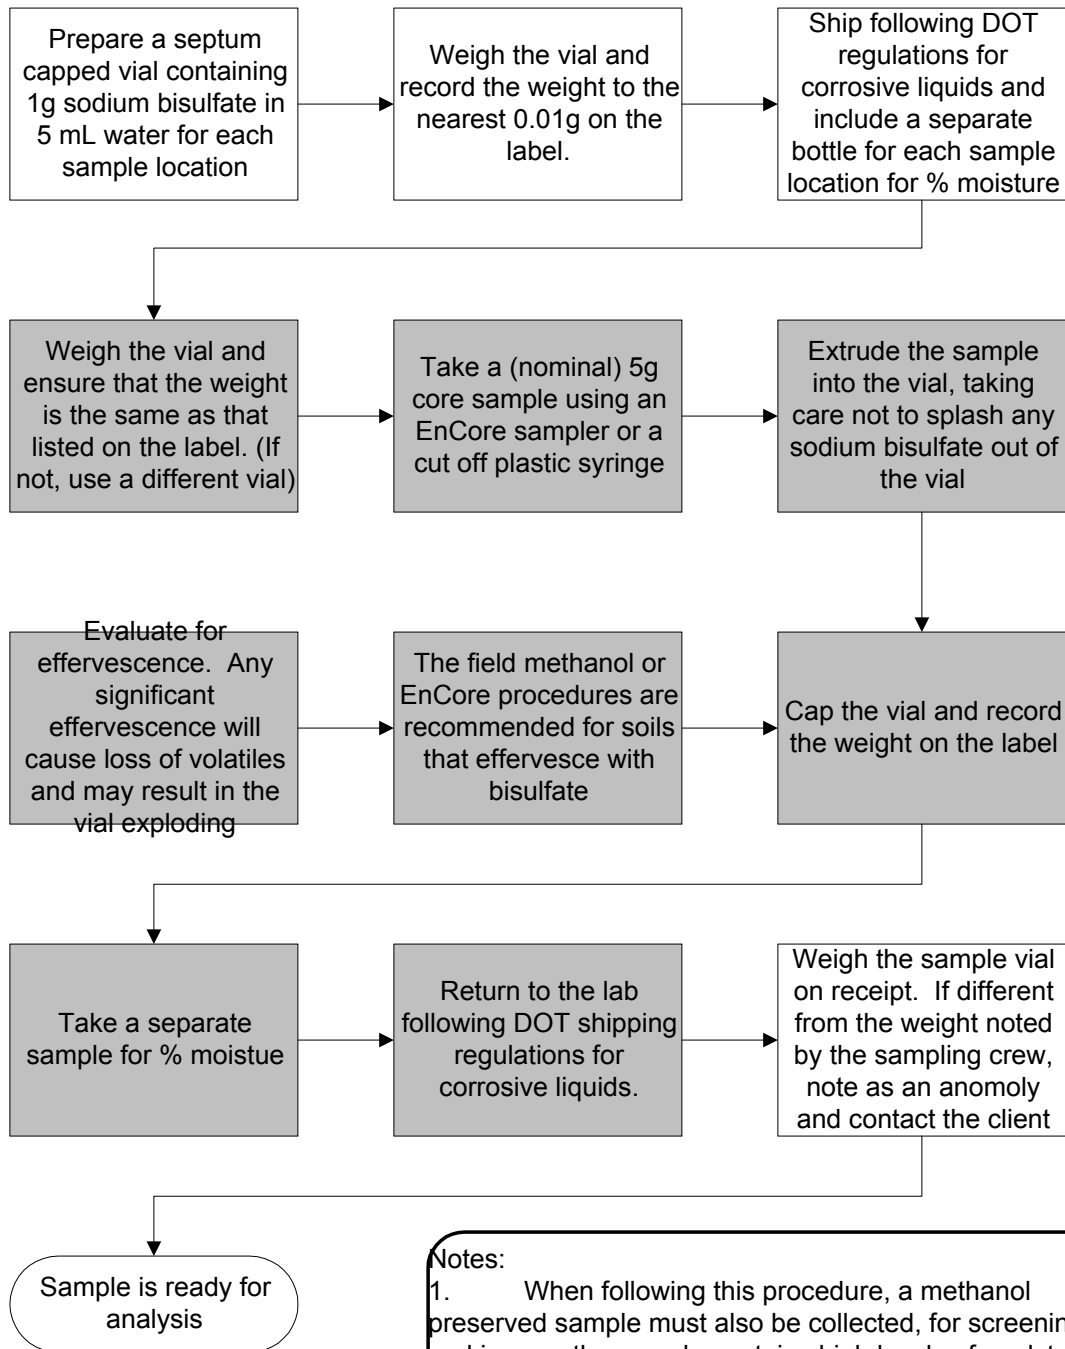 Prepare a septum
capped vial containing
1g sodium bisulfate in
5 mL water for each
sample location
Weigh the vial and
record the weight to the
nearest 0.01g on the
label.
Ship following DOT
regulations for
corrosive liquids and
include a separate
bottle for each sample
location for % moisture
Weigh the vial and
ensure that the weight
is the same as that
listed on the label. (If
not, use a different vial)
Take a (nominal) 5g
core sample using an
EnCore sampler or a
cut off plastic syringe
Extrude the sample
into the vial, taking
care not to splash any
sodium bisulfate out of
the vial
Evaluate for
effervescence. Any
significant
effervescence will
cause loss of volatiles
and may result in the
vial exploding
The field methanol or
EnCore procedures are
recommended for soils
that effervesce with
bisulfate
Cap the vial and record
the weight on the label
Take a separate
sample for % moistue
Return to the lab
following DOT shipping
regulations for
corrosive liquids.
Weigh the sample vial
on receipt. If different
from the weight noted
by the sampling crew,
note as an anomoly
and contact the client
Sample is ready for
analysis
Notes:
1. When following this procedure, a methanol
preserved sample must also be collected, for